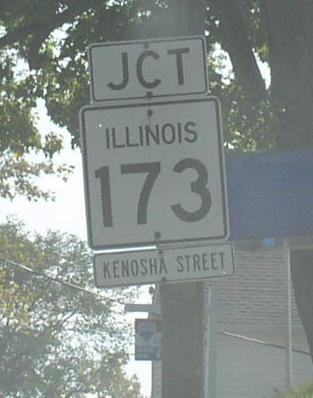 JCT
ILLINOIS
173
KENOSHA STREET